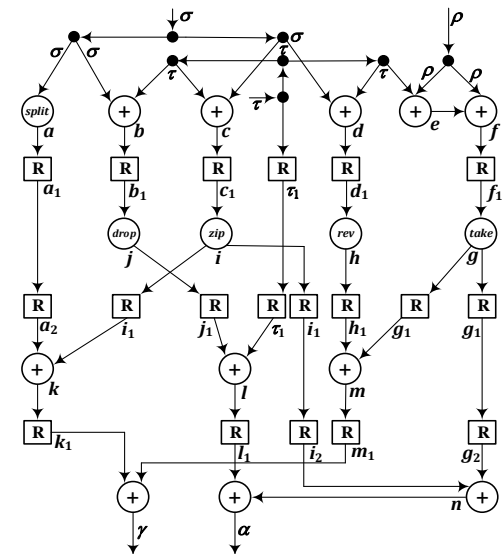 σ ρ
σ σ σ
τ τ τ ρ ρ
τ
split + + + + +
a b c d e f
R R R R R R
a₁ b₁ c₁ τ₁ d₁ f₁
drop zip rev take
j i h g
R R R R R R R R
a₂ i₁ j₁ τ₁ i₁ h₁ g₁ g₁
+ + +
k l m
R R R R R
k₁ l₁ i₂ m₁ g₂
+ + +
γ α n